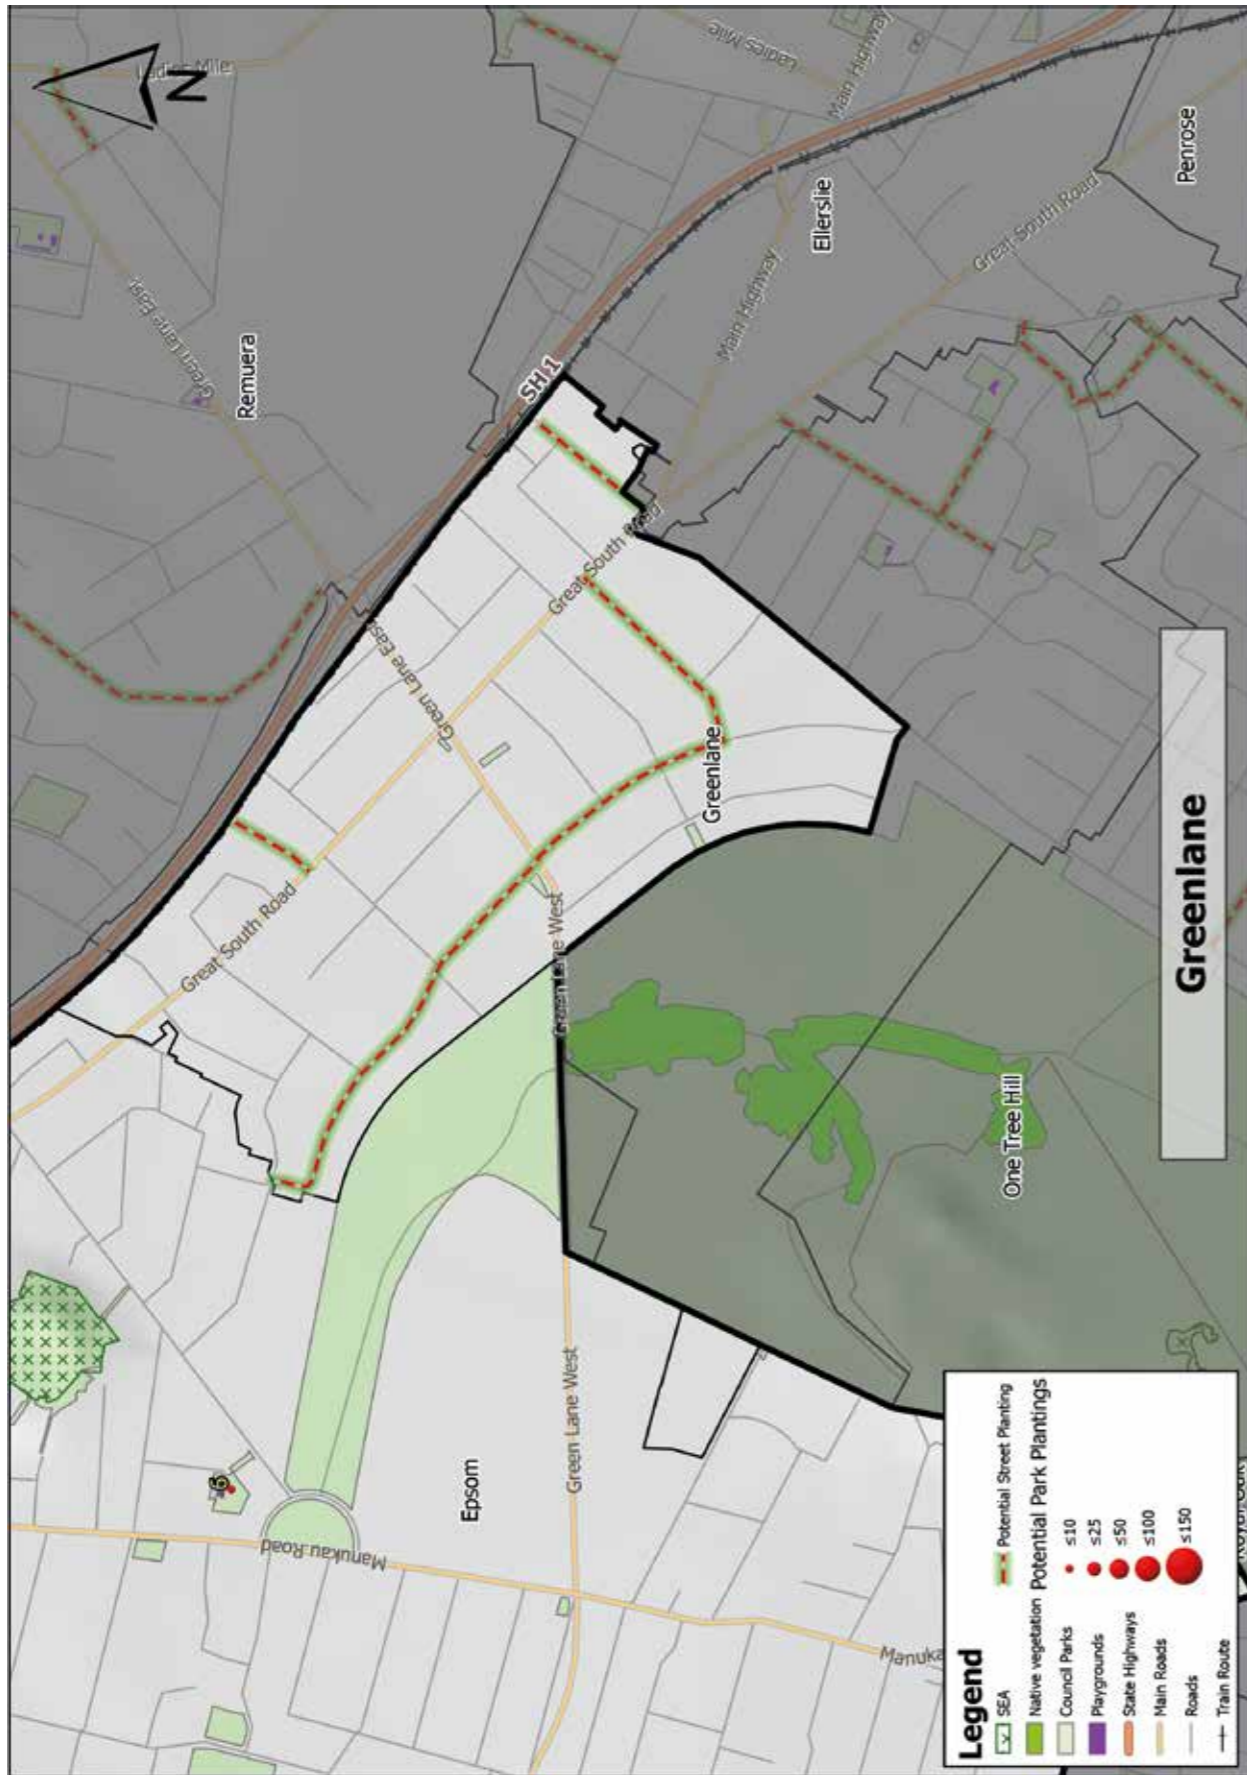 N
Ladies Mile
Ladies Mile
Main Highway
Penrose
Ellerslie
Great South Road
Main Highway
Green Lane East
Remuera
SH 1
Great South Road
Green Lane East
Greenlane
Great South Road
Green Lane West
Green Lane West
One Tree Hill
Epsom
Manukau Road
Manuka
Greenlane
Legend
SEA
Native vegetation
Council Parks
Playgrounds
State Highways
Main Roads
Roads
Train Route
Potential Street Planting
Potential Park Plantings
≤10
≤25
≤50
≤100
≤150